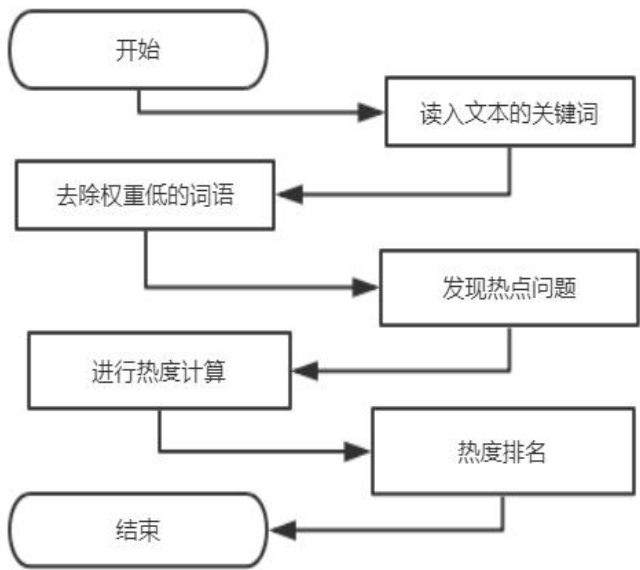 开始
读入文本的关键词
去除权重低的词语
发现热点问题
进行热度计算
热度排名
结束